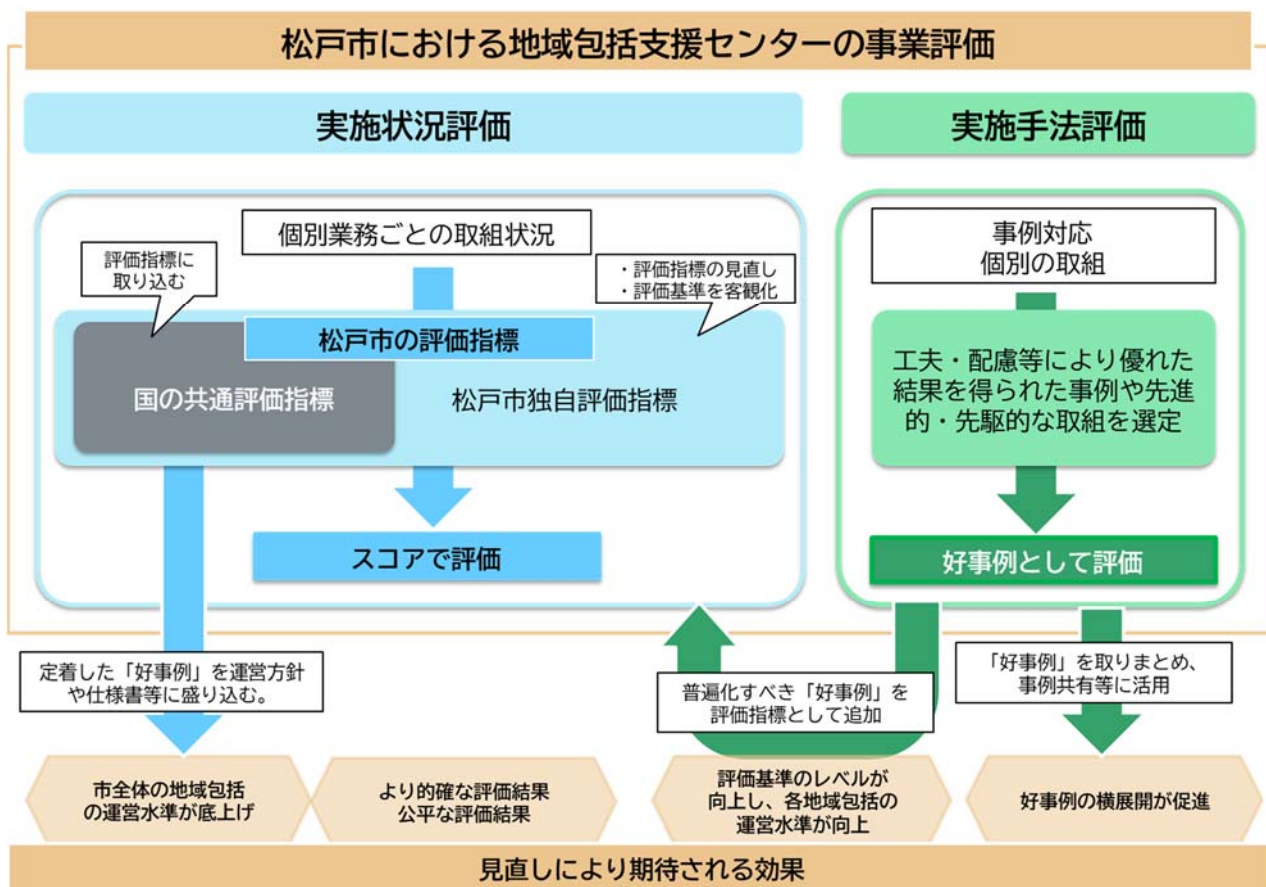 松戸市における地域包括支援センターの事業評価
実施状況評価
個別業務ごとの取組状況
評価指標に
取り込む
・評価指標の見直し
・評価基準を客観化
松戸市の評価指標
国の共通評価指標
松戸市独自評価指標
スコアで評価
実施手法評価
事例対応
個別の取組
工夫・配慮等により優れた
結果を得られた事例や先進
的・先駆的な取組を選定
好事例として評価
定着した「好事例」を運営方針
や仕様書等に盛り込む。
普遍化すべき「好事例」を
評価指標として追加
「好事例」を取りまとめ、
事例共有等に活用
市全体の地域包括
の運営水準が底上げ
より的確な評価結果
公平な評価結果
評価基準のレベルが
向上し、各地域包括の
運営水準が向上
好事例の横展開が促進
見直しにより期待される効果